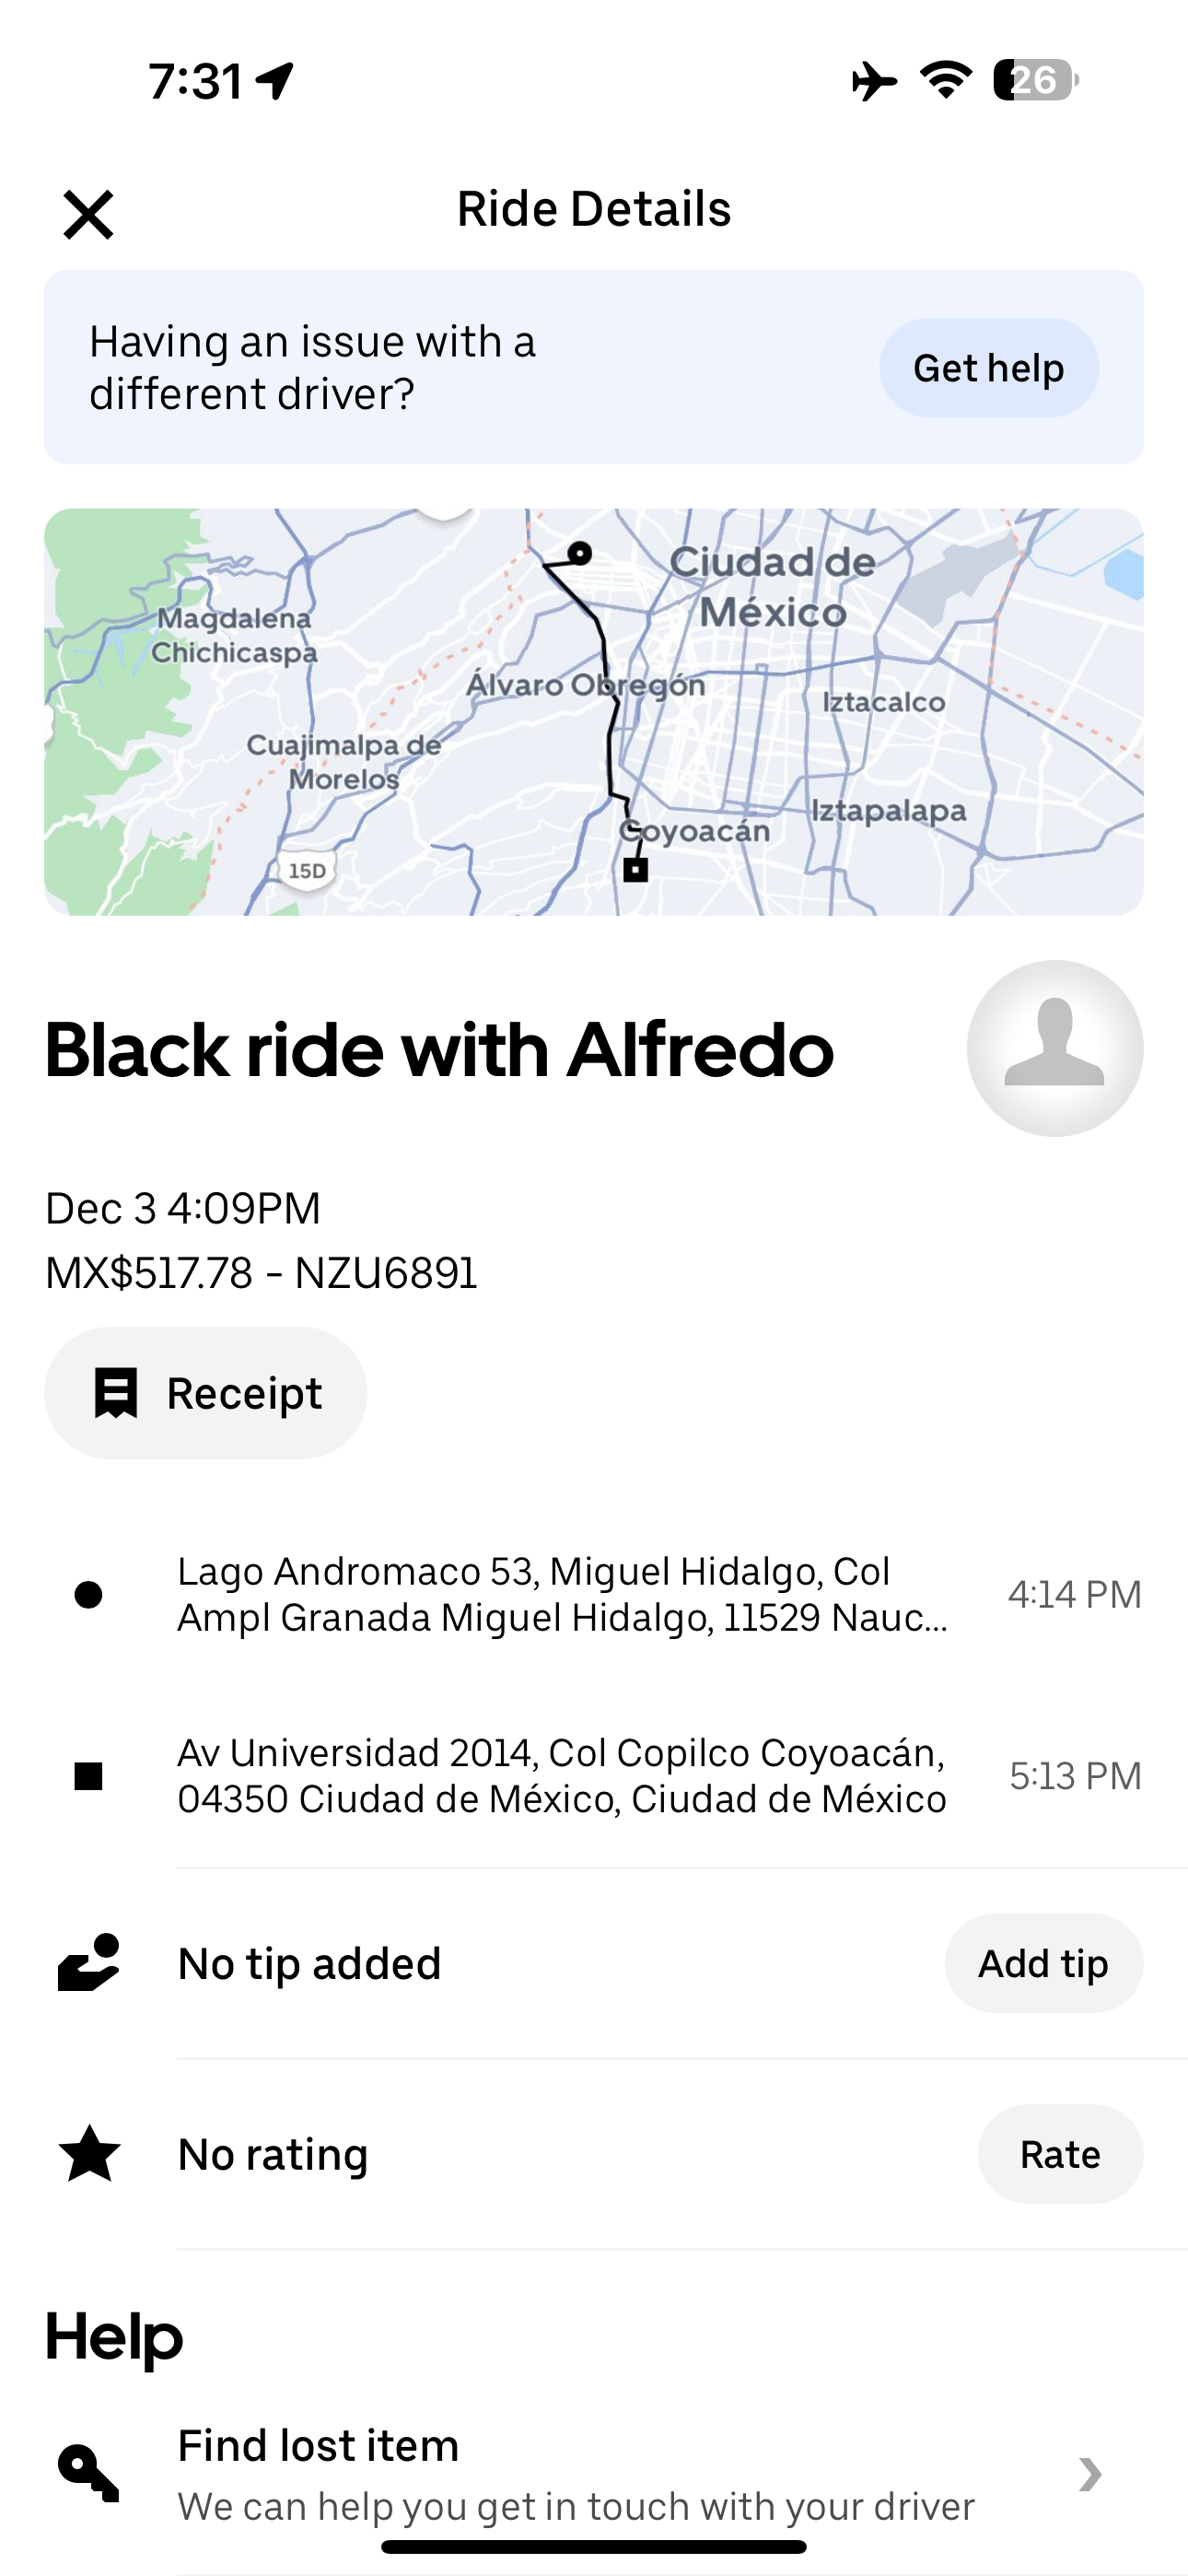 7:31
26
Ride Details
Having an issue with a
different driver?
Get help
Ciudad de
México
Magdalena
Chichicaspa
Álvaro Obregón
Iztacalco
Cuajimalpa de
Morelos
Iztapalapa
Coyoacán
15D
Black ride with Alfredo
Dec 3 4:09PM
MX$517.78 - NZU6891
Receipt
Lago Andromaco 53, Miguel Hidalgo, Col
Ampl Granada Miguel Hidalgo, 11529 Nauc...
4:14 PM
Av Universidad 2014, Col Copilco Coyoacán,
04350 Ciudad de México, Ciudad de México
5:13 PM
No tip added
Add tip
No rating
Rate
Help
Find lost item
We can help you get in touch with your driver